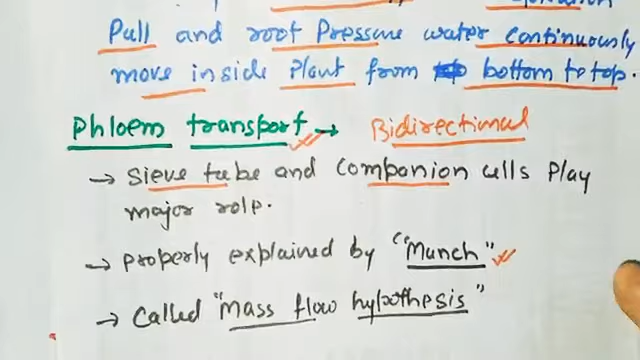 Pull and root Pressure water continuously
move inside Plant from bottom to top.
Phloem transport → Bidirectional
→ Sieve tube and Companion cells Play
major role.
→ Properly explained by "Munch"
→ Called "Mass flow hypothesis"